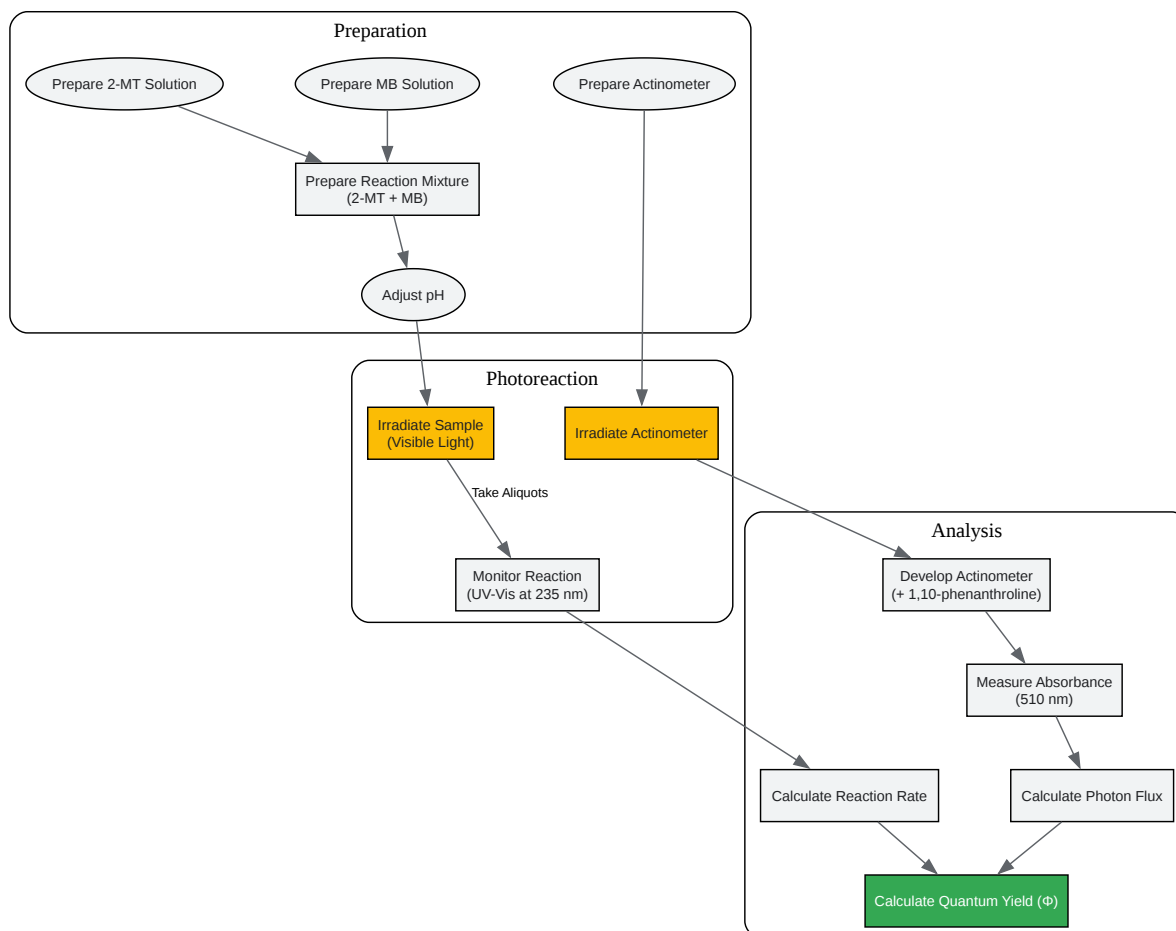 Preparation
Prepare 2-MT Solution
Prepare MB Solution
Prepare Actinometer
Prepare Reaction Mixture
(2-MT + MB)
Adjust pH
Photoreaction
Irradiate Sample
(Visible Light)
Irradiate Actinometer
Take Aliquots
Monitor Reaction
(UV-Vis at 235 nm)
Analysis
Develop Actinometer
(+ 1,10-phenanthroline)
Measure Absorbance
(510 nm)
Calculate Reaction Rate
Calculate Photon Flux
Calculate Quantum Yield (Φ)